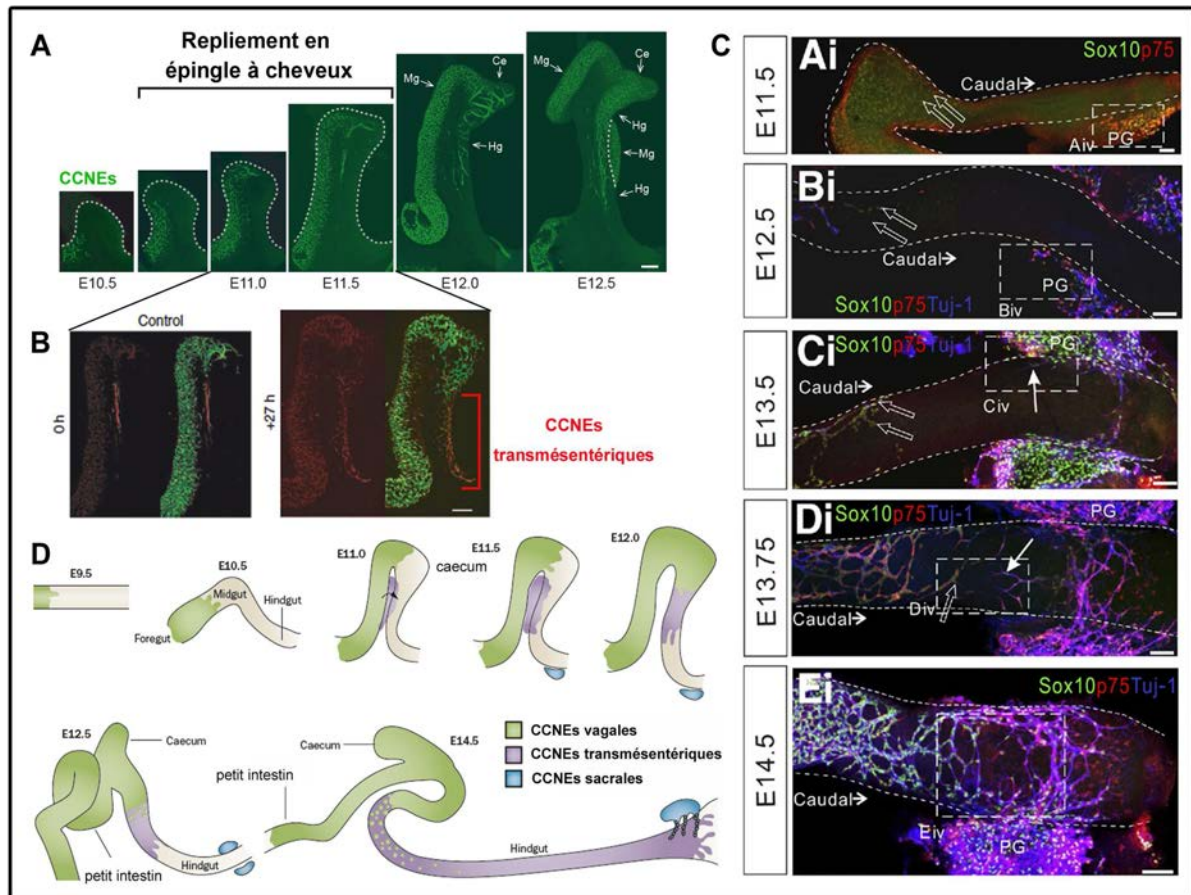 A
Repliement en
épingle à cheveux
CCNEs
Mg
Ce
Hg
Mg
Ce
Hg
Mg
Hg
E10.5
E11.0
E11.5
E12.0
E12.5
B
Control
0 h
+27 h
CCNEs
transmésentériques
C
E11.5
Ai
Sox10p75
Caudal→
Aiv
PG
E12.5
Bi
Caudal→
PG
Sox10p75Tuj-1
Biv
E13.5
Ci
Sox10p75Tuj-1
PG
Caudal→
Civ
E13.75
Di
Sox10p75Tuj-1
PG
Div
Caudal→
E14.5
Ei
Sox10p75Tuj-1
Caudal→
Eiv
PG
D
E9.5
E10.5
Midgut
Hindgut
Foregut
E11.0
caecum
E11.5
E12.0
E12.5
Caecum
Hindgut
petit intestin
petit intestin
Caecum
E14.5
Hindgut
CCNEs vagales
CCNEs transmésentériques
CCNEs sacrales